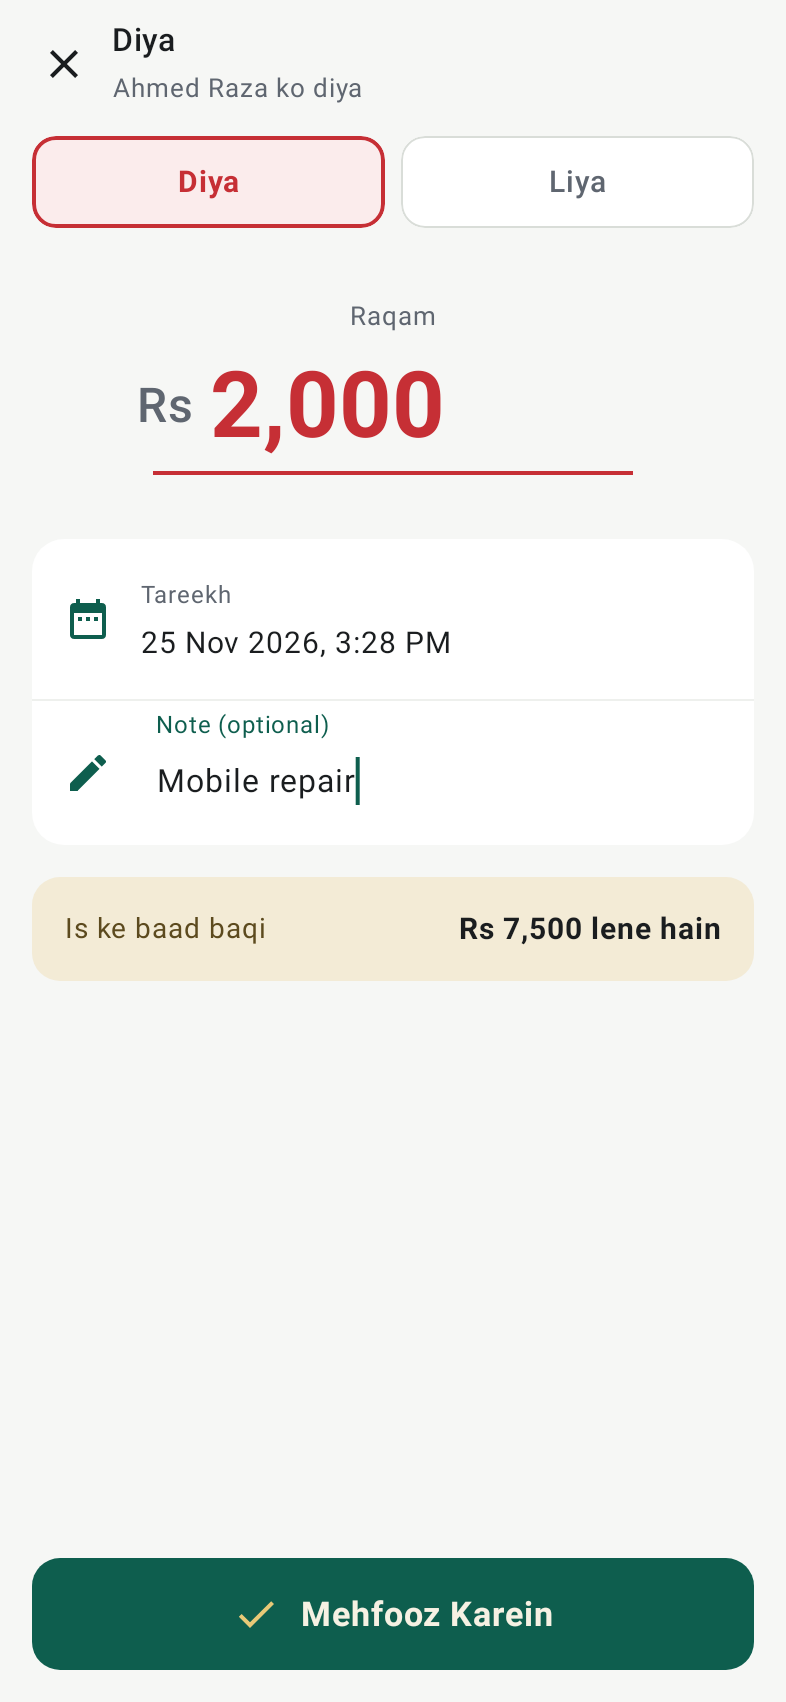 Diya
Ahmed Raza ko diya
Diya
Liya
Raqam
Rs 2,000
Tareekh
25 Nov 2026, 3:28 PM
Note (optional)
Mobile repair
Is ke baad baqi
Rs 7,500 lene hain
Mehfooz Karein